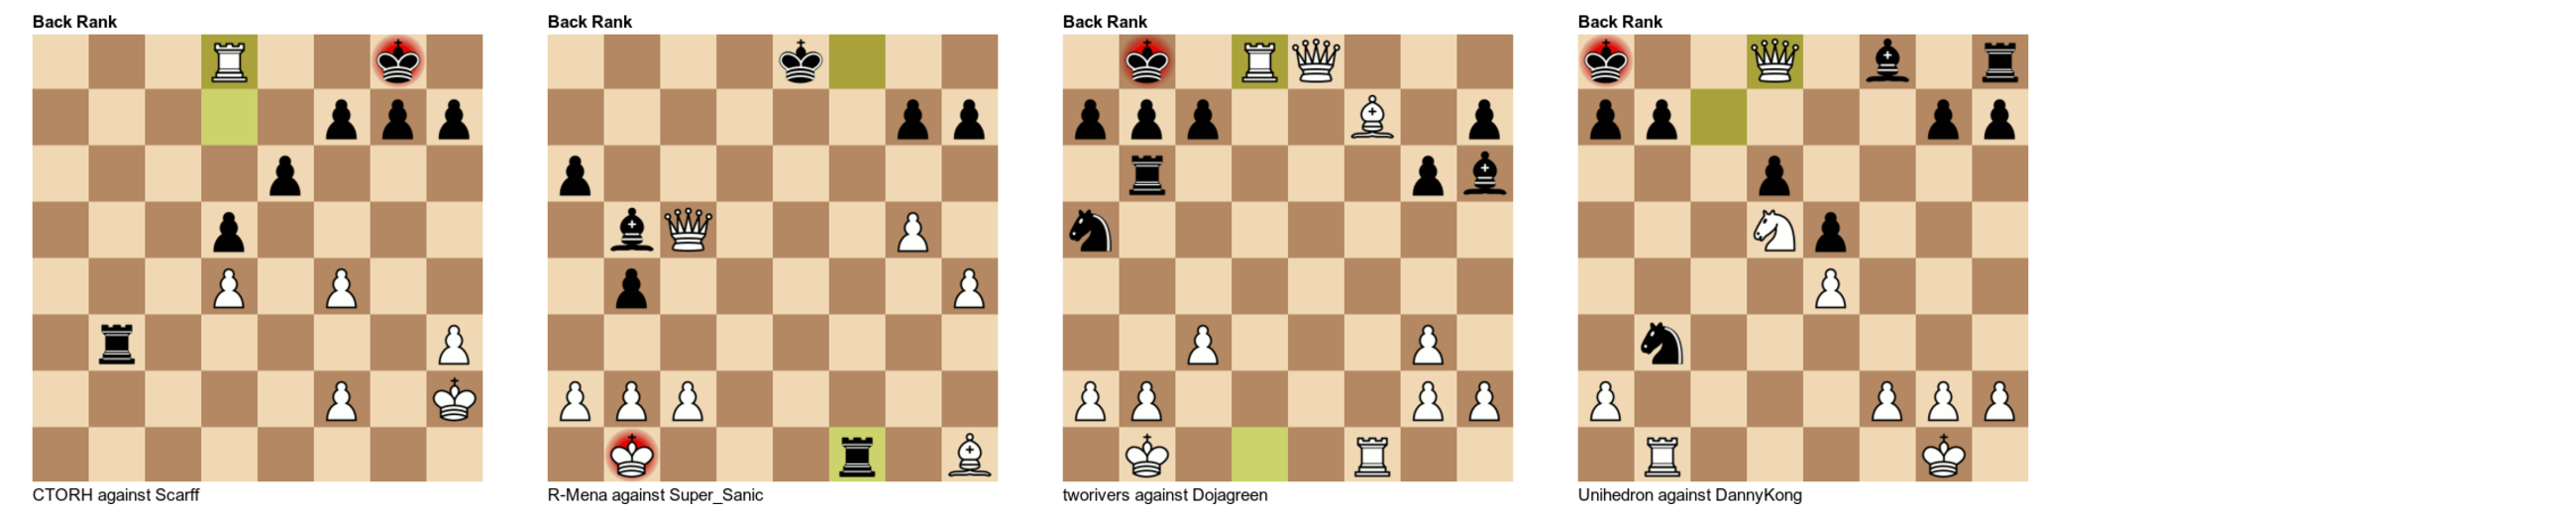 Back Rank
Back Rank
Back Rank
Back Rank
CTORH against Scarff
R-Mena against Super_Sanic
tworivers against Dojagreen
Unihedron against DannyKong